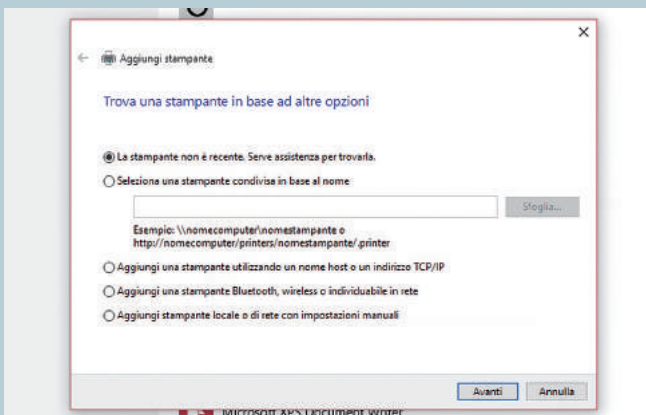 Aggiungi stampante
Trova una stampante in base ad altre opzioni
La stampante non è recente. Serve assistenza per trovarla.
Seleziona una stampante condivisa in base al nome
Sfoglia...
Esempio: \\nomecomputer\nomestampante o
http://nomecomputer/printers/nomestampante/.printer
Aggiungi una stampante utilizzando un nome host o un indirizzo TCP/IP
Aggiungi una stampante Bluetooth, wireless o individuabile in rete
Aggiungi stampante locale o di rete con impostazioni manuali
Avanti Annulla
Microsoft XPS Document Writer